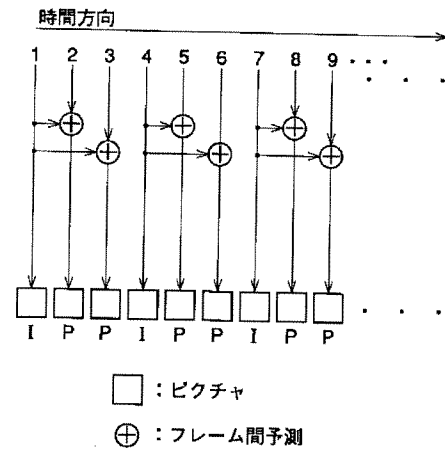 時間方向
1 2 3 4 5 6 7 8 9 ・・・
・ ・ ・
I P P I P P I P P ・ ・ ・
□ : ピクチャ
⊕ : フレーム間予測